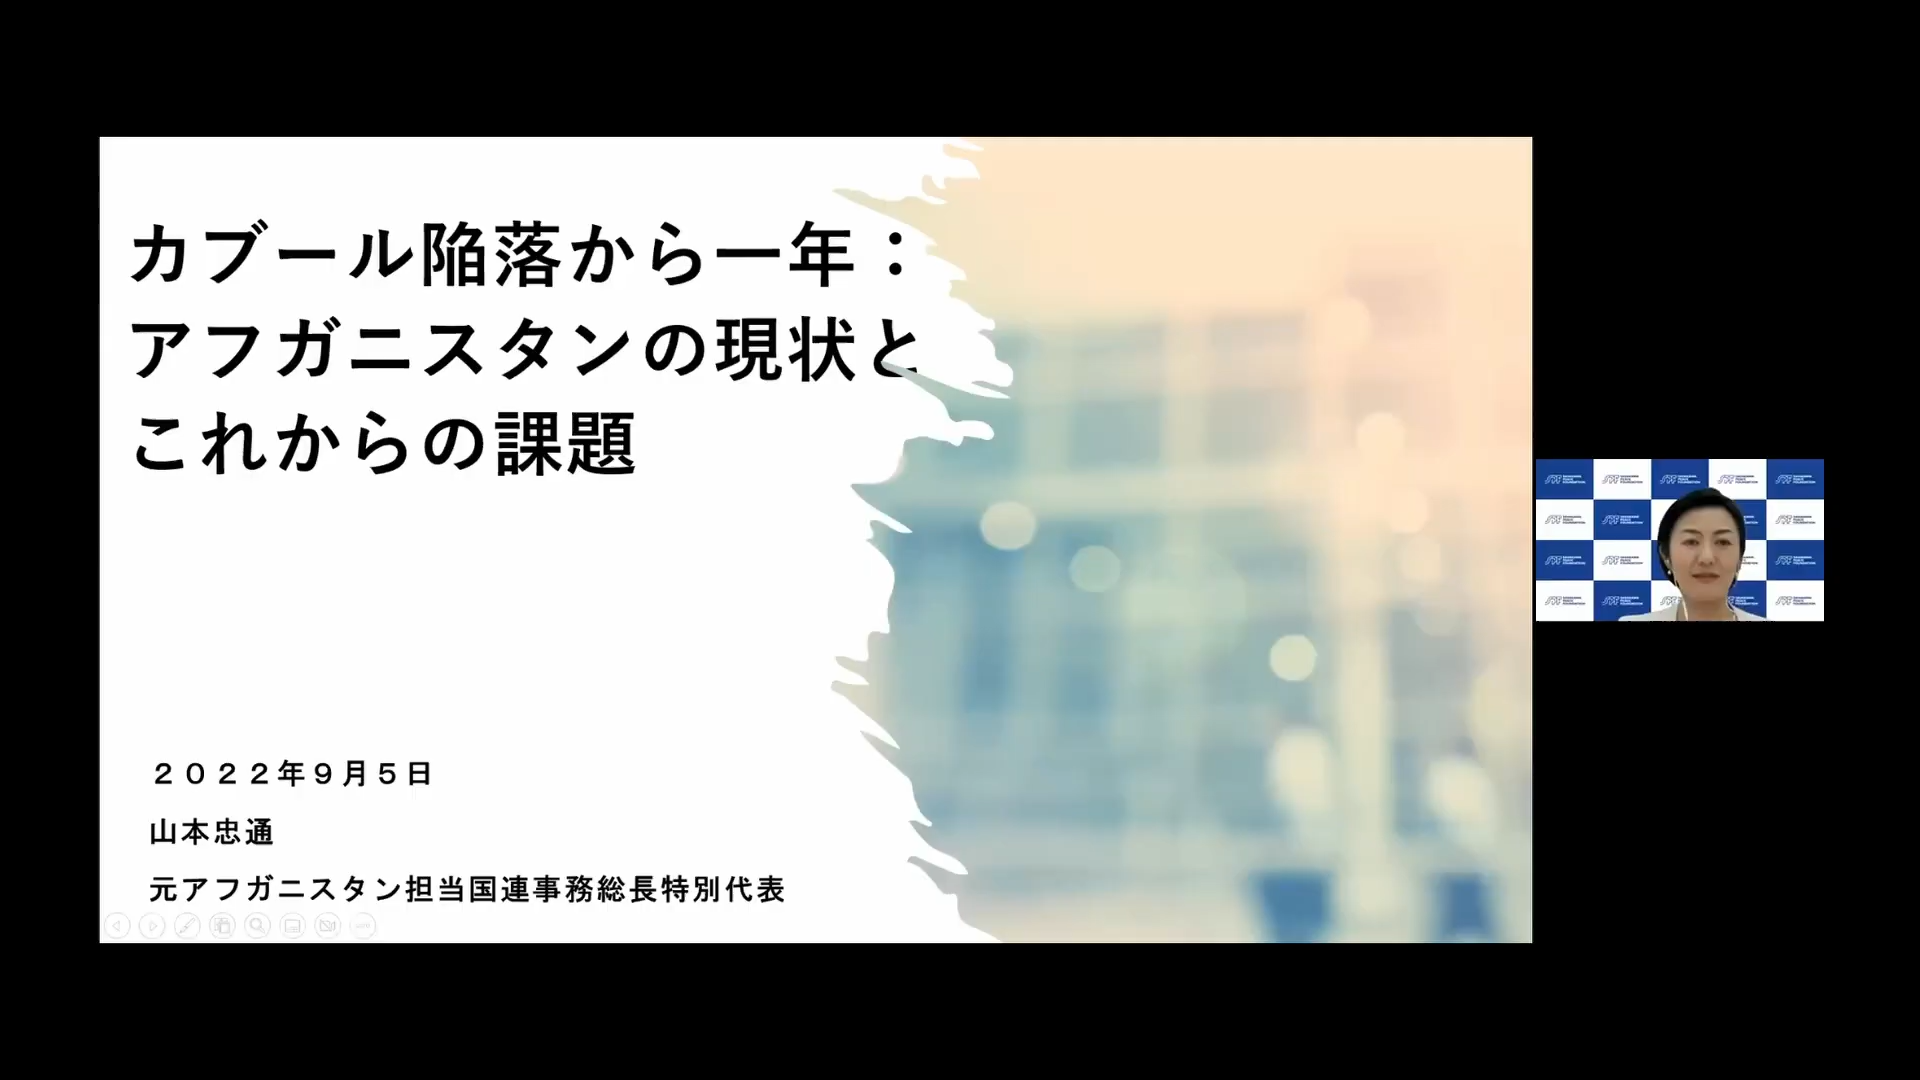 カブール陥落から一年：
アフガニスタンの現状と
これからの課題
２０２２年９月５日
山本忠通
元アフガニスタン担当国連事務総長特別代表